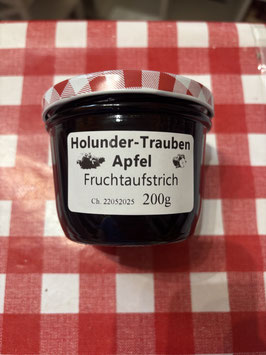 Holunder-Trauben
Apfel
Fruchtaufstrich
Ch. 22052025 200g